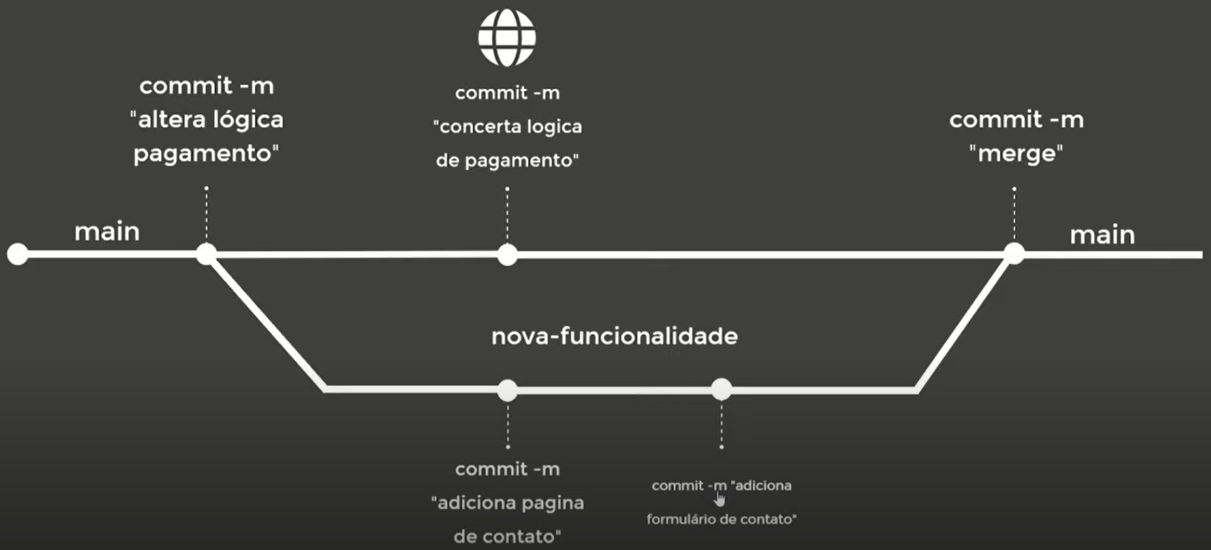 commit -m
"altera lógica
pagamento"
commit -m
"concerta logica
de pagamento"
commit -m
"merge"
main
main
nova-funcionalidade
commit -m
"adiciona pagina
de contato"
commit -m "adiciona
formulário de contato"